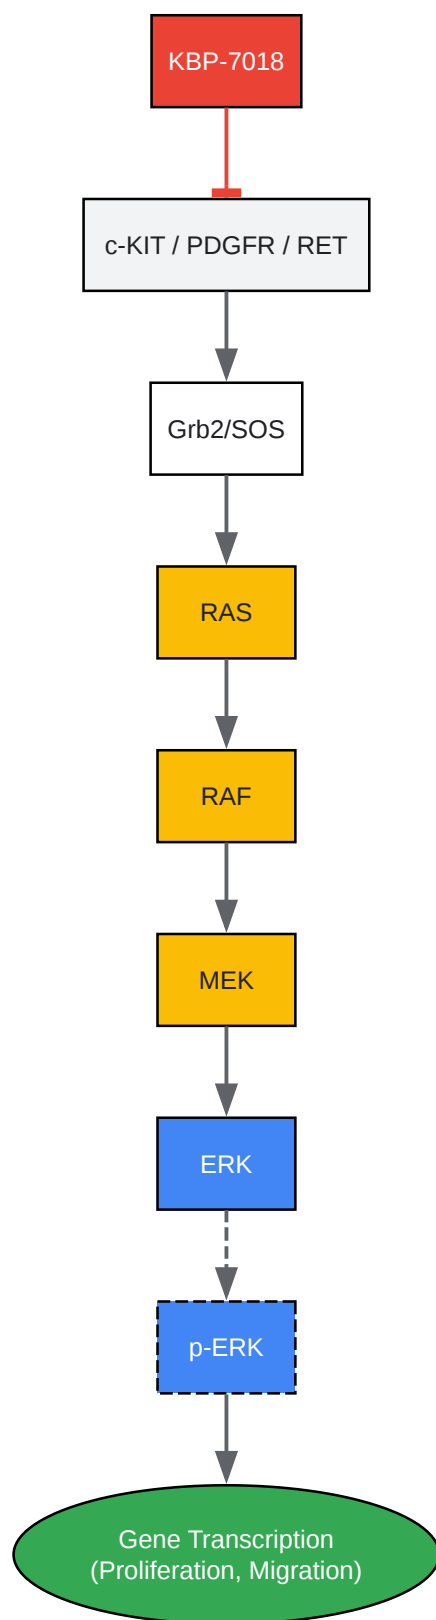 KBP-7018
c-KIT / PDGFR / RET
Grb2/SOS
RAS
RAF
MEK
ERK
p-ERK
Gene Transcription
(Proliferation, Migration)